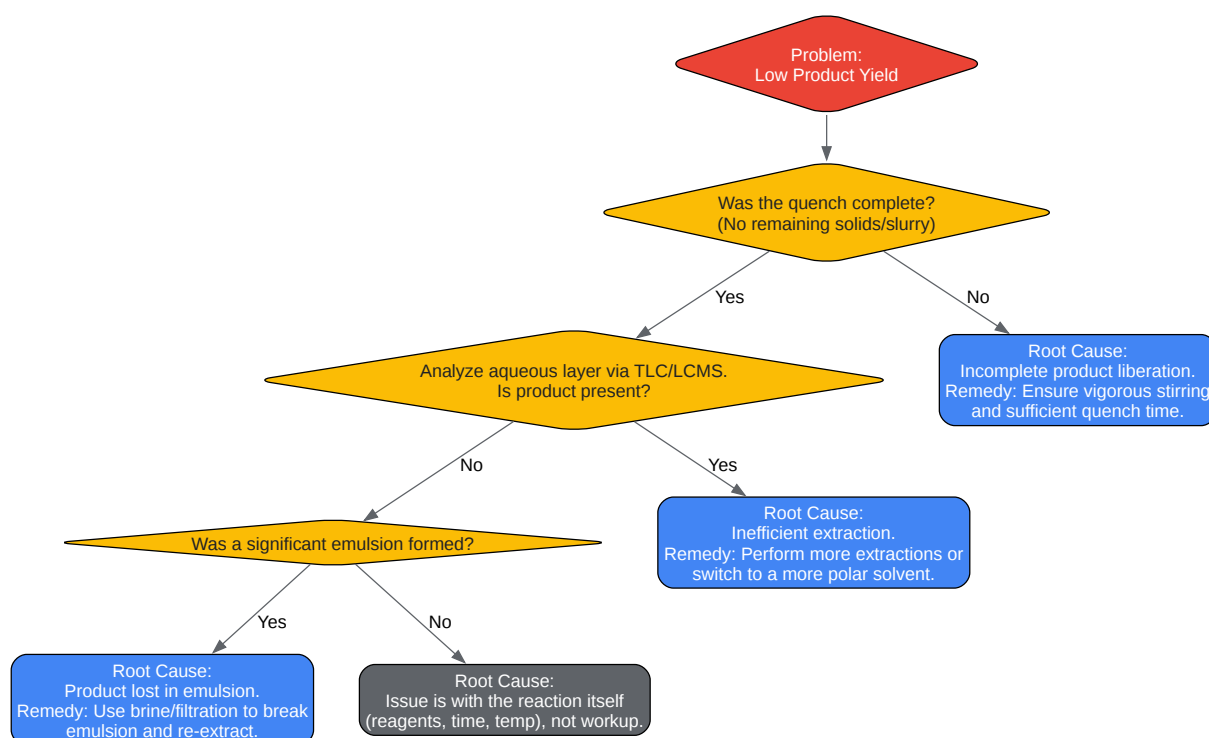 Problem:
Low Product Yield
Was the quench complete?
(No remaining solids/slurry)
Yes
No
Root Cause:
Incomplete product liberation.
Remedy: Ensure vigorous stirring
and sufficient quench time.
Analyze aqueous layer via TLC/LCMS.
Is product present?
No
Yes
Root Cause:
Inefficient extraction.
Remedy: Perform more extractions or
switch to a more polar solvent.
Was a significant emulsion formed?
Yes
No
Root Cause:
Product lost in emulsion.
Remedy: Use brine/filtration to break
emulsion and re-extract.
Root Cause:
Issue is with the reaction itself
(reagents, time, temp), not workup.